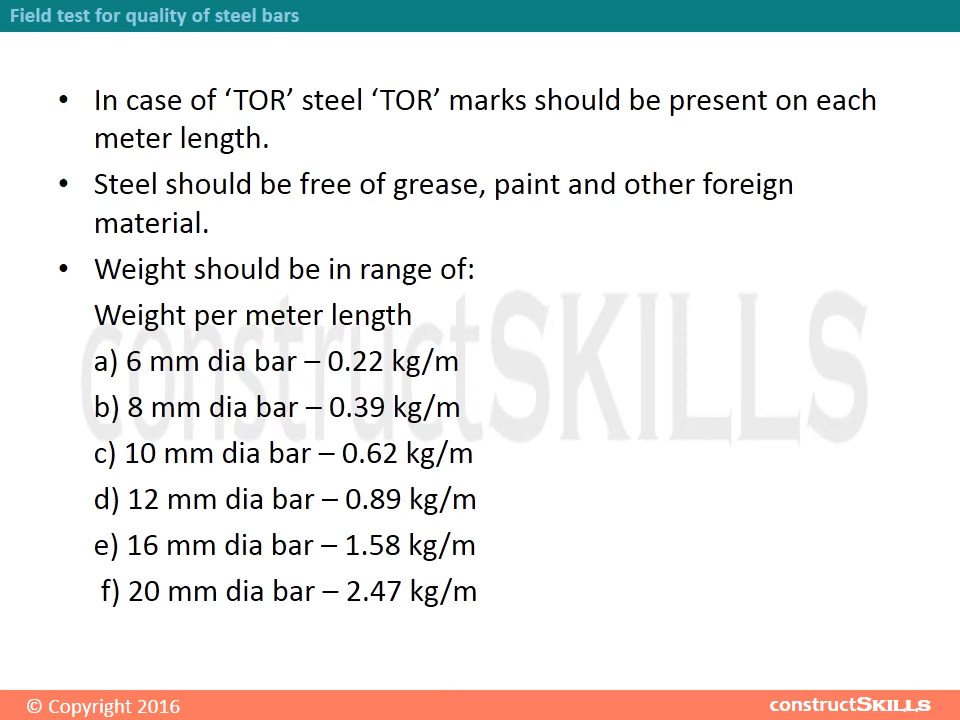 Field test for quality of steel bars
• In case of ‘TOR’ steel ‘TOR’ marks should be present on each
meter length.
• Steel should be free of grease, paint and other foreign
material.
• Weight should be in range of:
Weight per meter length
constructSKILLS
a) 6 mm dia bar – 0.22 kg/m
b) 8 mm dia bar – 0.39 kg/m
c) 10 mm dia bar – 0.62 kg/m
d) 12 mm dia bar – 0.89 kg/m
e) 16 mm dia bar – 1.58 kg/m
f) 20 mm dia bar – 2.47 kg/m
© Copyright 2016
constructSKILLS